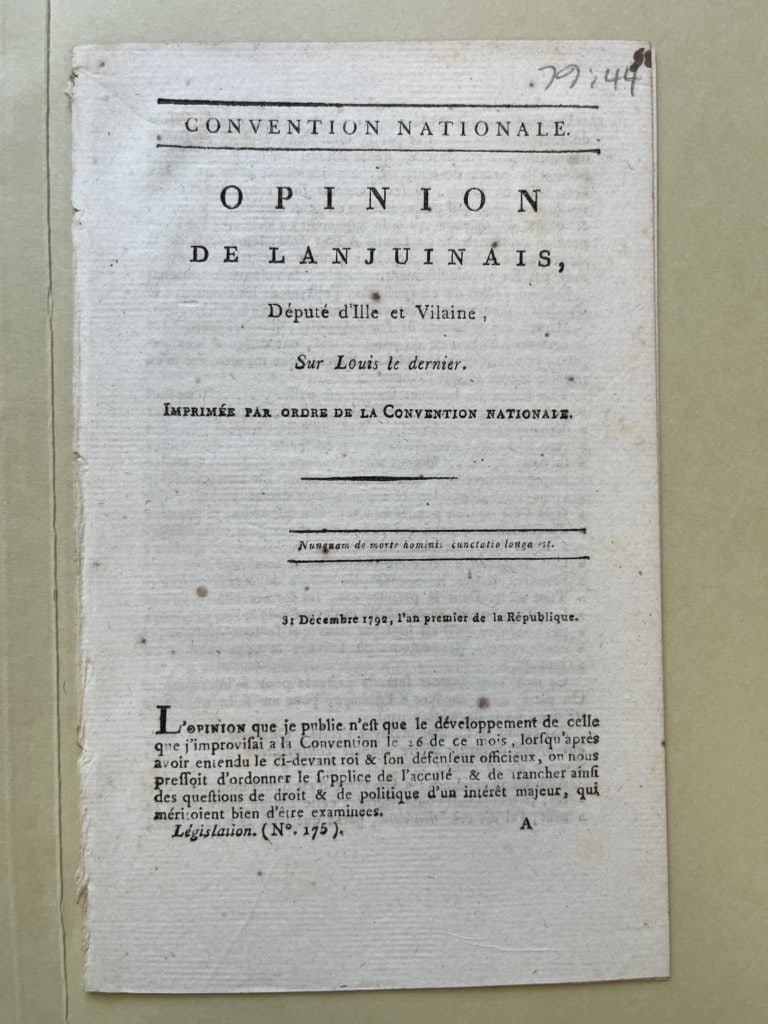 79:44
CONVENTION NATIONALE.
OPINION
DE LANJUINAIS,
Député d'Ille et Vilaine,
Sur Louis le dernier.
IMPRIMÉE PAR ORDRE DE LA CONVENTION NATIONALE.
Nunquam de morte hominis cunctatio longa est.
31 Décembre 1792, l'an premier de la République.
L'OPINION que je publie n'eſt que le développement de celle
que j'improviſai a la Convention le 26 de ce mois, lorſqu'après
avoir entendu le ci-devant roi & ſon défenſeur officieux, on nous
preſſoit d'ordonner le ſupplice de l'accuſé, & de trancher ainſi
des queſtions de droit & de politique d'un intérêt majeur, qui
méritoient bien d'être examinees.
Législation. (N°. 175).
A